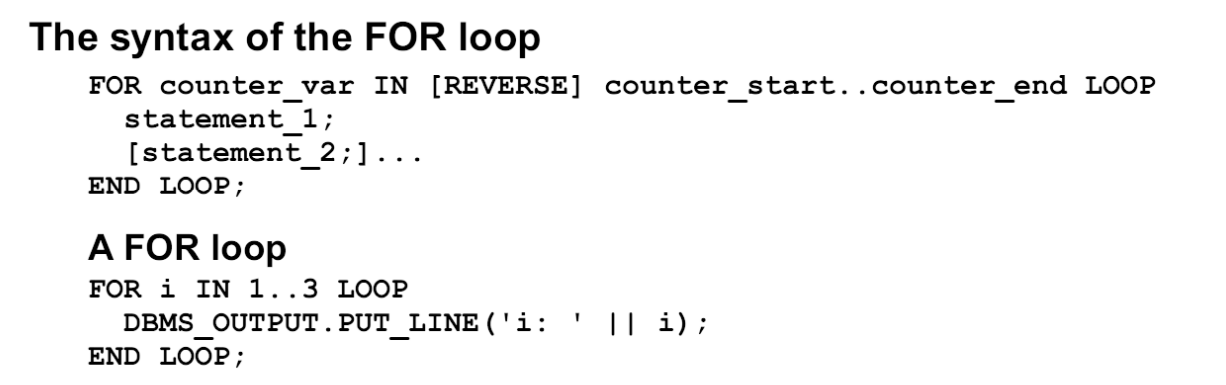 The syntax of the FOR loop
FOR counter_var IN [REVERSE] counter_start..counter_end LOOP
statement_1;
[statement_2;]...
END LOOP;
A FOR loop
FOR i IN 1..3 LOOP
DBMS_OUTPUT.PUT_LINE('i: ' || i);
END LOOP;